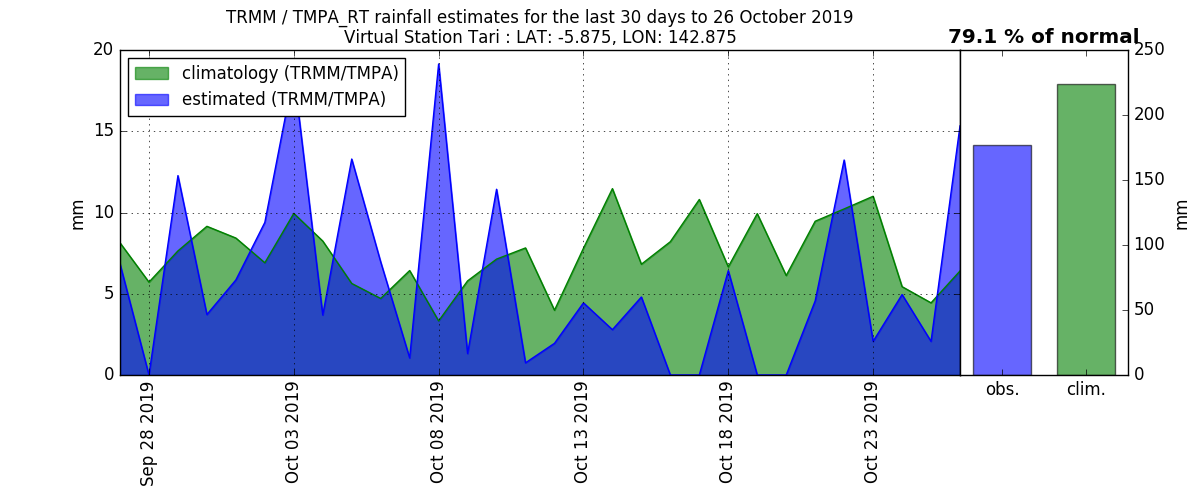 TRMM / TMPA_RT rainfall estimates for the last 30 days to 26 October 2019
Virtual Station Tari : LAT: -5.875, LON: 142.875
79.1 % of normal
climatology (TRMM/TMPA)
estimated (TRMM/TMPA)
20
15
10
5
0
mm
Sep 28 2019
Oct 03 2019
Oct 08 2019
Oct 13 2019
Oct 18 2019
Oct 23 2019
250
200
150
100
50
0
mm
obs.
clim.